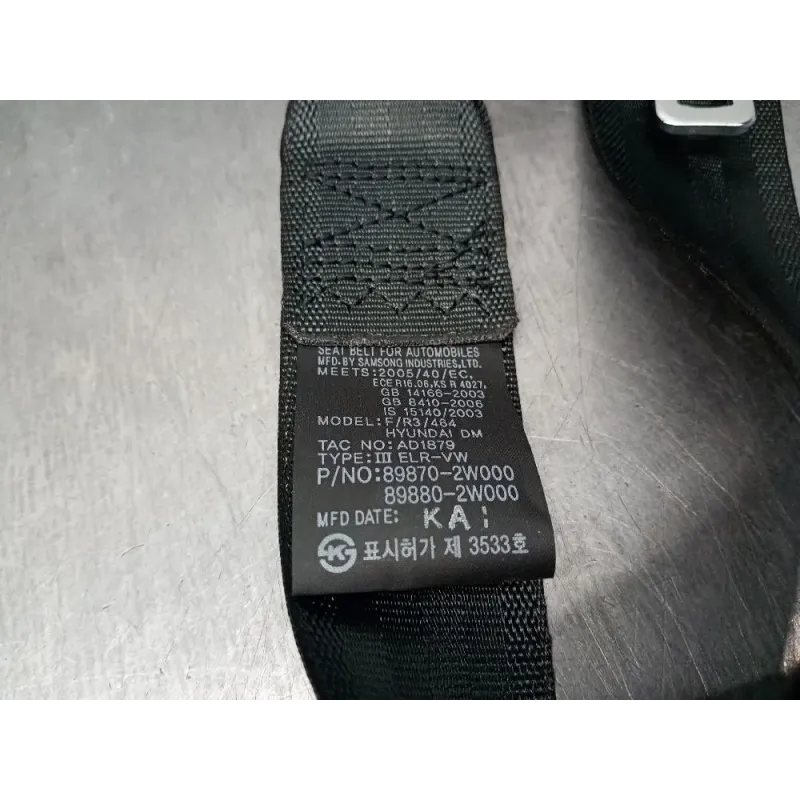 SEAT BELT FOR AUTOMOBILES
MFD.BY SAMSONG INDUSTRIES,LTD.
MEETS:2005/40/EC,
ECE R16.06,KS R 4027,
GB 14166-2003
GB 8410-2006
IS 15140/2003
MODEL: F/R3/464
HYUNDAI DM
TAC NO: AD1879
TYPE: III ELR-VW
P/NO:89870-2W000
89880-2W000
MFD DATE: KA1
표시허가 제 3533호